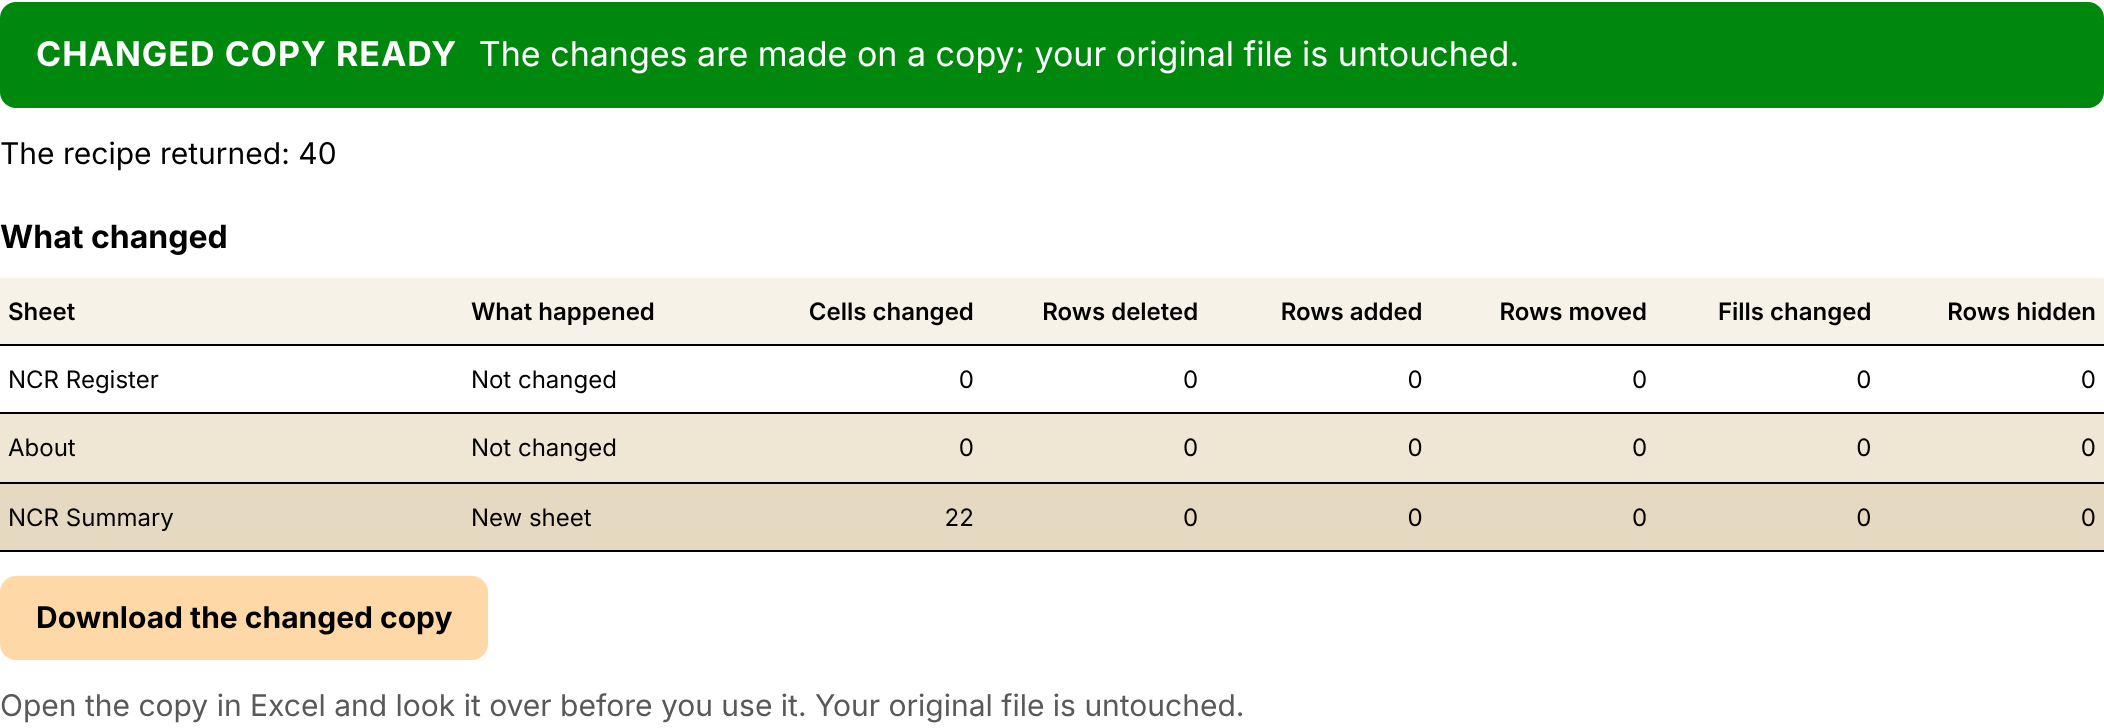 CHANGED COPY READY The changes are made on a copy; your original file is untouched.
The recipe returned: 40
What changed
Sheet What happened Cells changed Rows deleted Rows added Rows moved Fills changed Rows hidden
NCR Register Not changed 0 0 0 0 0 0
About Not changed 0 0 0 0 0 0
NCR Summary New sheet 22 0 0 0 0 0
Download the changed copy
Open the copy in Excel and look it over before you use it. Your original file is untouched.